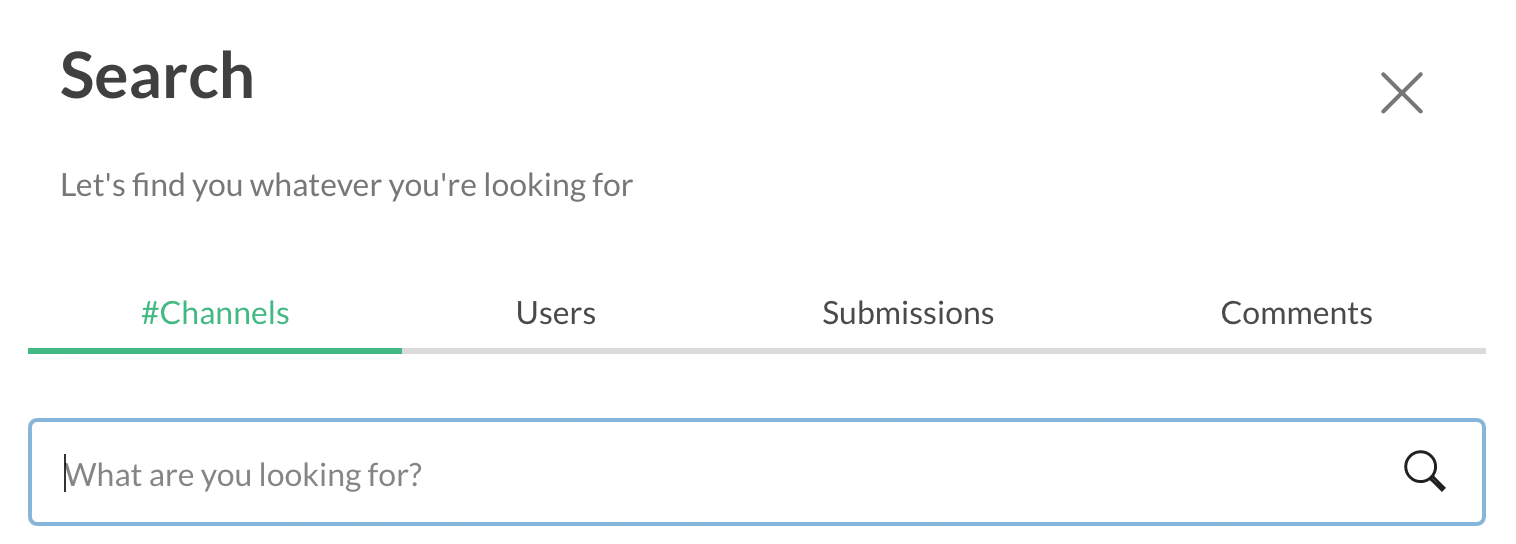 Search
Let's find you whatever you're looking for
#Channels Users Submissions Comments
What are you looking for?